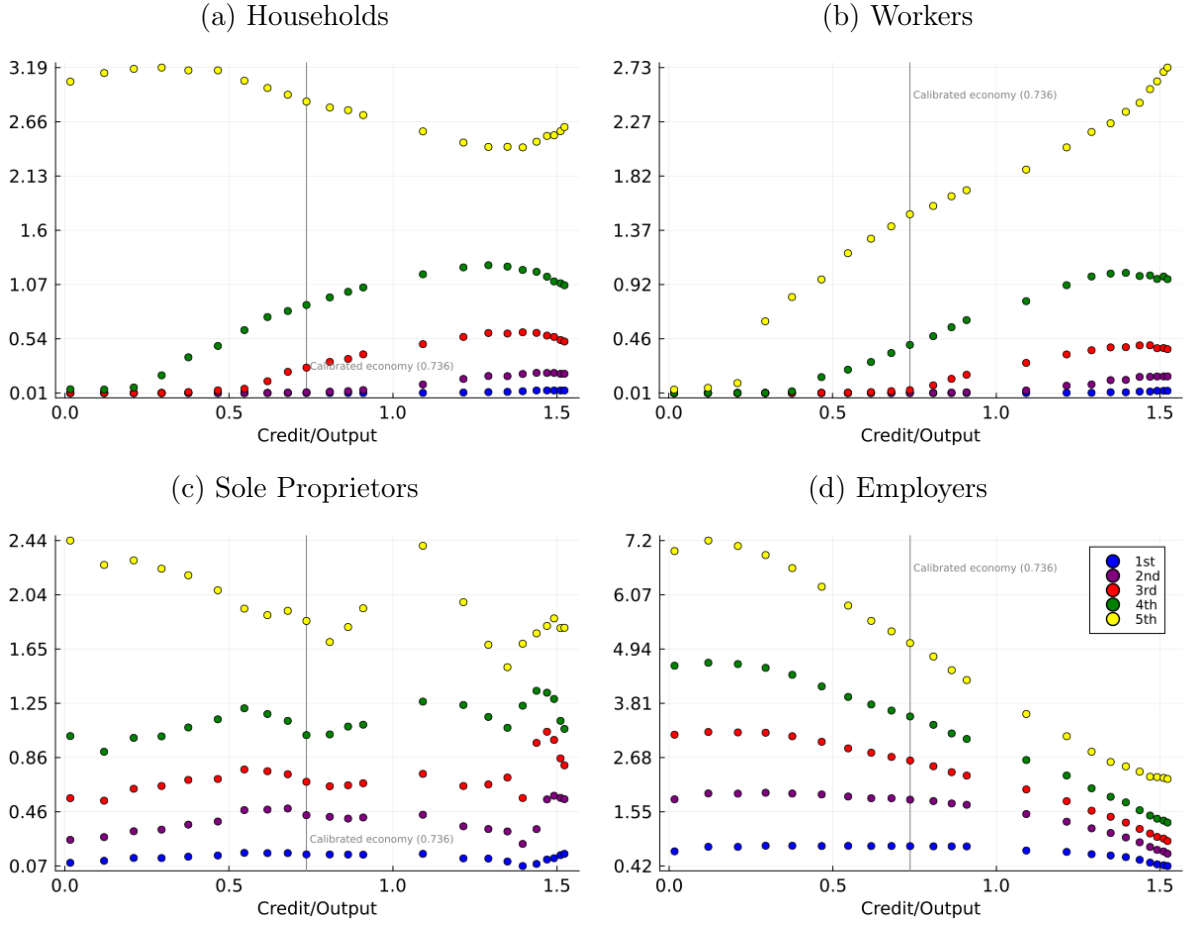 (a) Households
3.19
2.66
2.13
1.6
1.07
0.54
0.01
Calibrated economy (0.736)
0.0
0.5
1.0
1.5
Credit/Output
(b) Workers
2.73
2.27
1.82
1.37
0.92
0.46
0.01
Calibrated economy (0.736)
0.0
0.5
1.0
1.5
Credit/Output
(c) Sole Proprietors
2.44
2.04
1.65
1.25
0.86
0.46
0.07
Calibrated economy (0.736)
0.0
0.5
1.0
1.5
Credit/Output
(d) Employers
7.2
6.07
4.94
3.81
2.68
1.55
0.42
Calibrated economy (0.736)
1st
2nd
3rd
4th
5th
0.0
0.5
1.0
1.5
Credit/Output